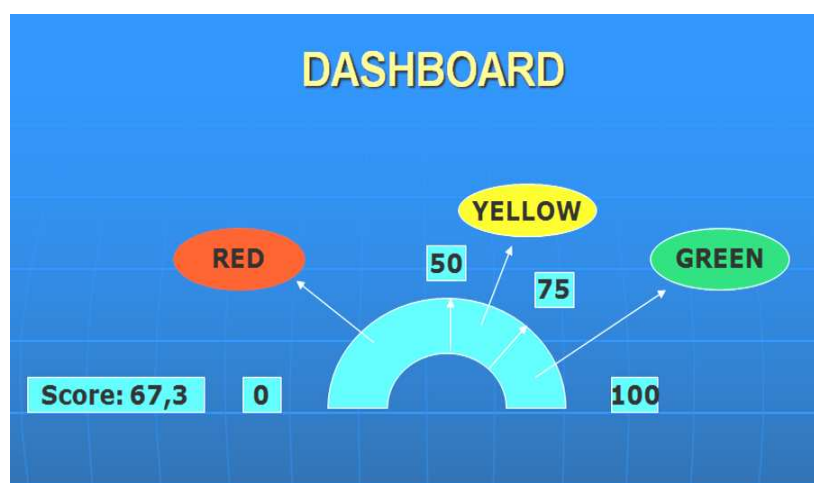 DASHBOARD
YELLOW
RED
50
GREEN
75
Score: 67,3
0
100